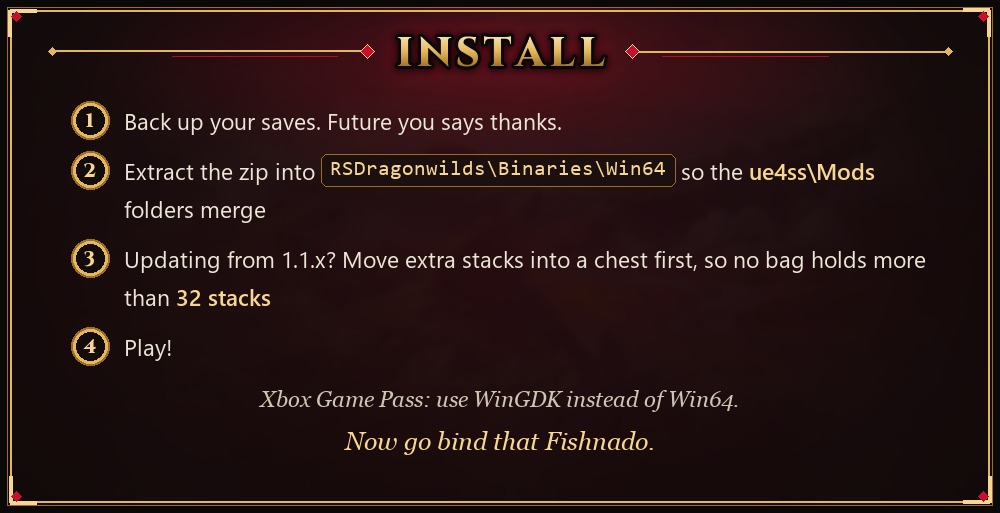 INSTALL
1 Back up your saves. Future you says thanks.
2 Extract the zip into RSDragonwilds\Binaries\Win64 so the ue4ss\Mods
folders merge
3 Updating from 1.1.x? Move extra stacks into a chest first, so no bag holds more
than 32 stacks
4 Play!
Xbox Game Pass: use WinGDK instead of Win64.
Now go bind that Fishnado.